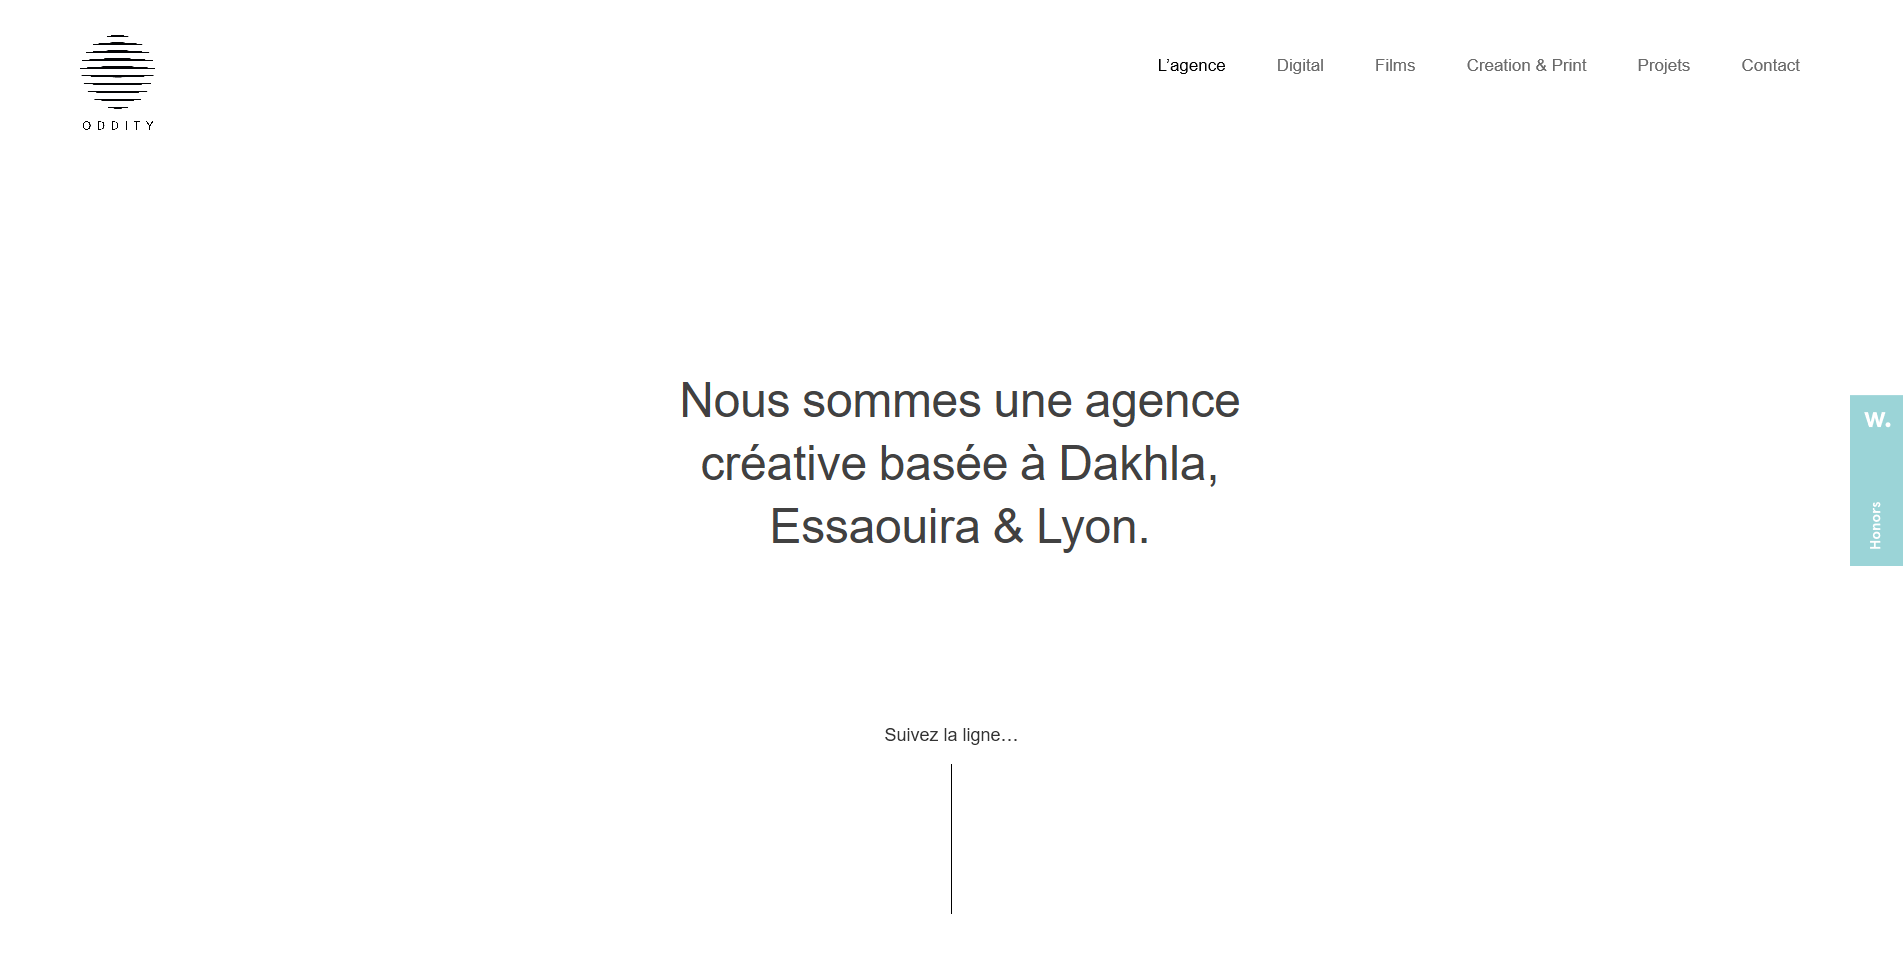 ODDITY
L’agence Digital Films Creation & Print Projets Contact
Nous sommes une agence
créative basée à Dakhla,
Essaouira & Lyon.
W.
Honors
Suivez la ligne…